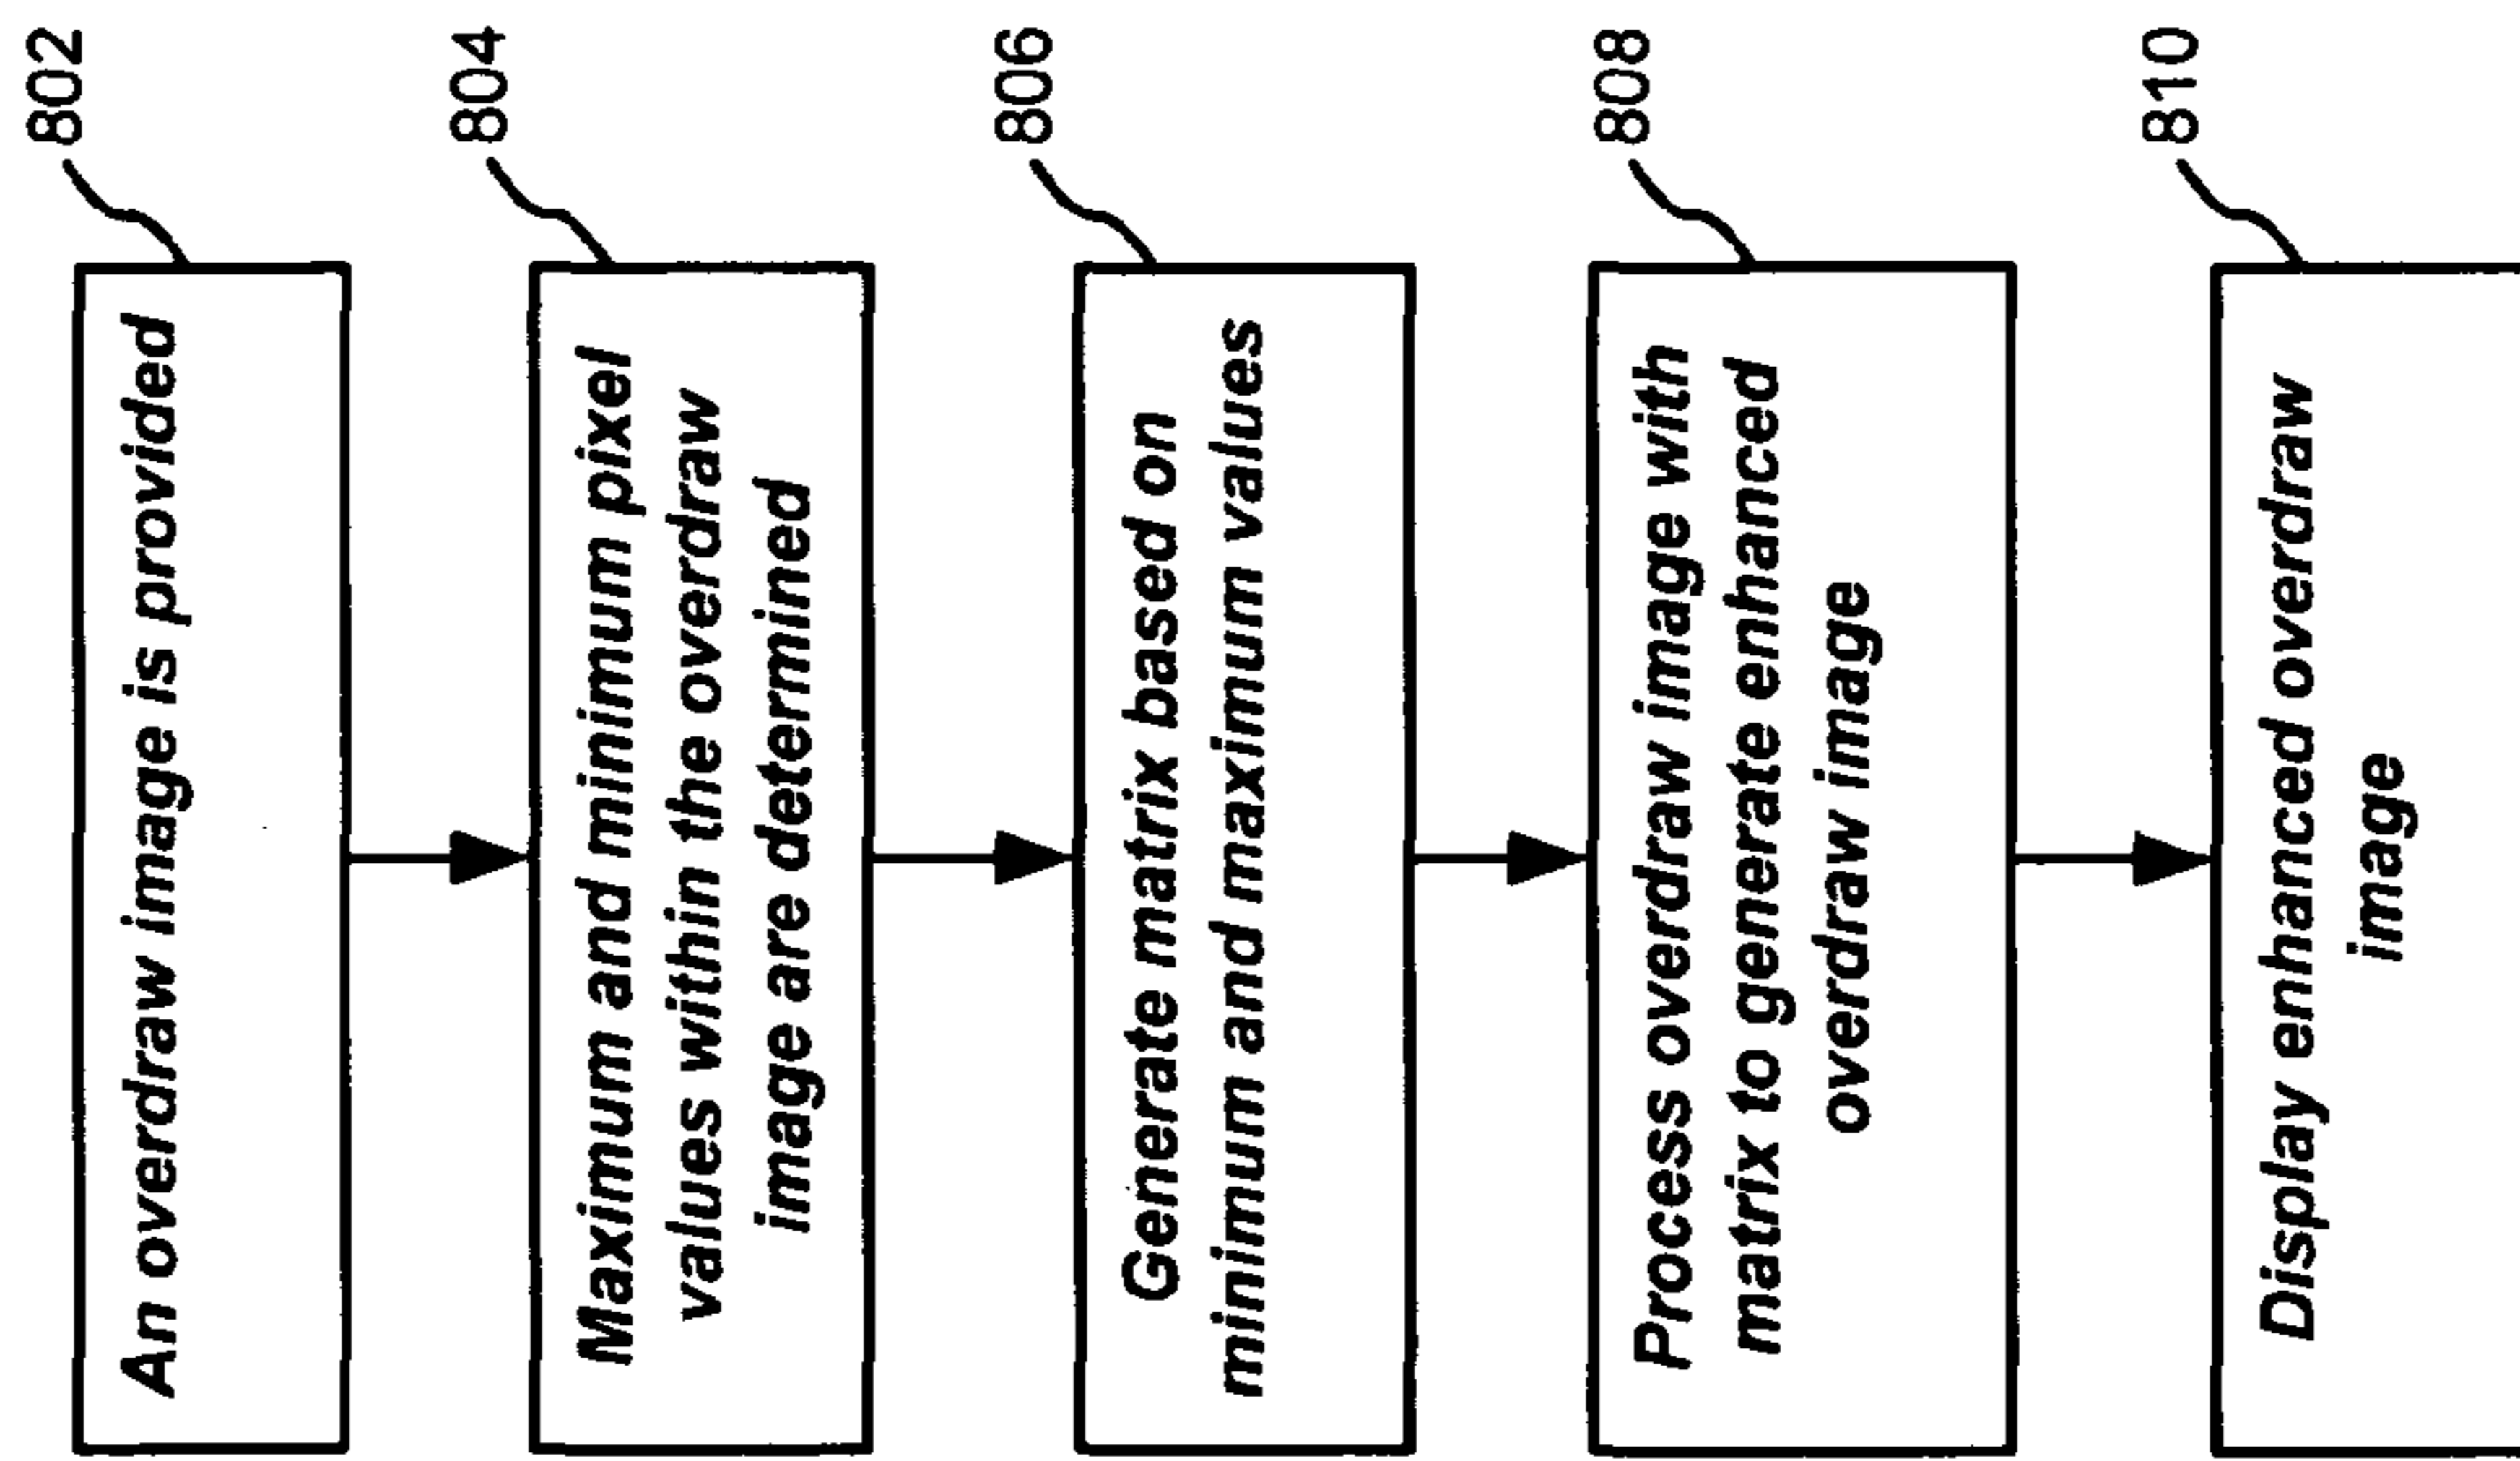 802
An overdraw image is provided
804
Maximum and minimum pixel
values within the overdraw
image are determined
806
Generate matrix based on
minimum and maximum values
808
Process overdraw image with
matrix to generate enhanced
overdraw image
810
Display enhanced overdraw
image